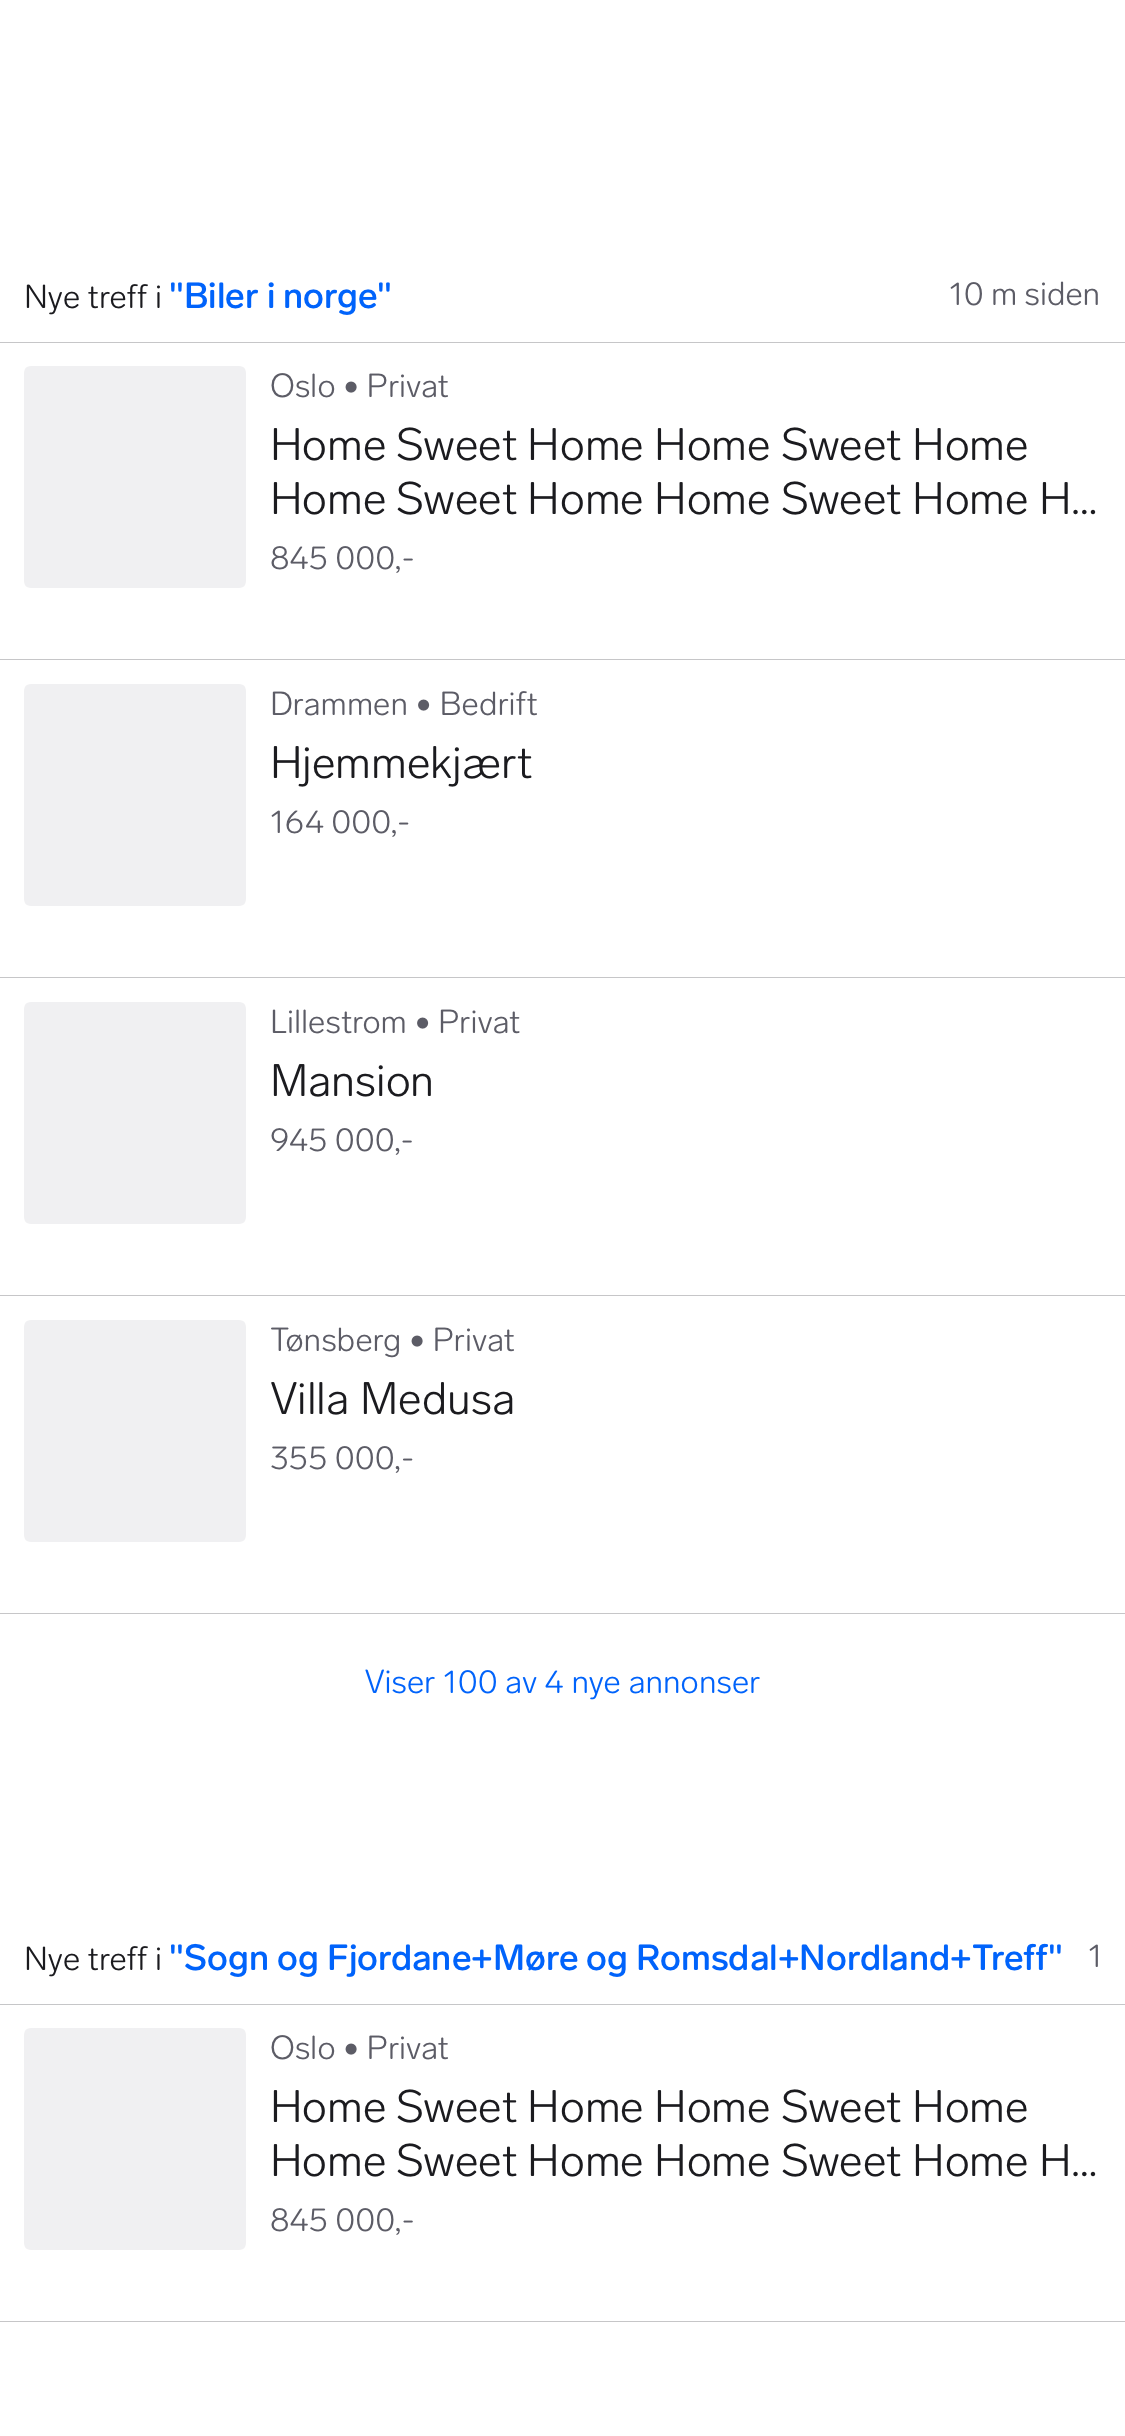 Nye treff i "Biler i norge" 10 m siden
Oslo • Privat
Home Sweet Home Home Sweet Home
Home Sweet Home Home Sweet Home H...
845 000,-
Drammen • Bedrift
Hjemmekjært
164 000,-
Lillestrom • Privat
Mansion
945 000,-
Tønsberg • Privat
Villa Medusa
355 000,-
Viser 100 av 4 nye annonser
Nye treff i "Sogn og Fjordane+Møre og Romsdal+Nordland+Treff" 1
Oslo • Privat
Home Sweet Home Home Sweet Home
Home Sweet Home Home Sweet Home H...
845 000,-